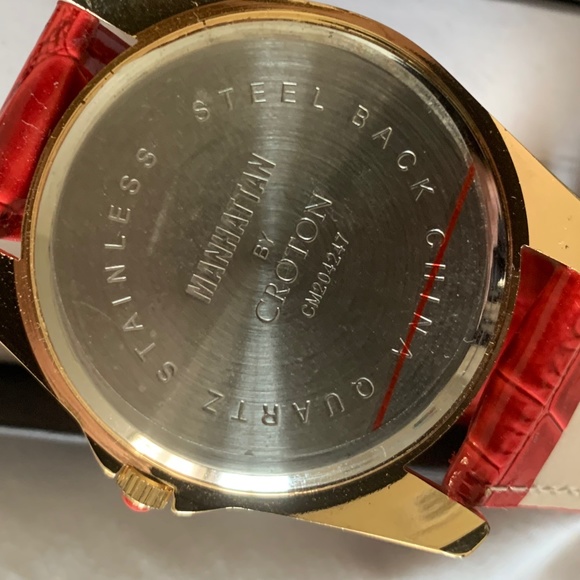 STAINLESS STEEL BACK CHINA QUARTZ
MANHATTAN
BY
CROTON
CM204247